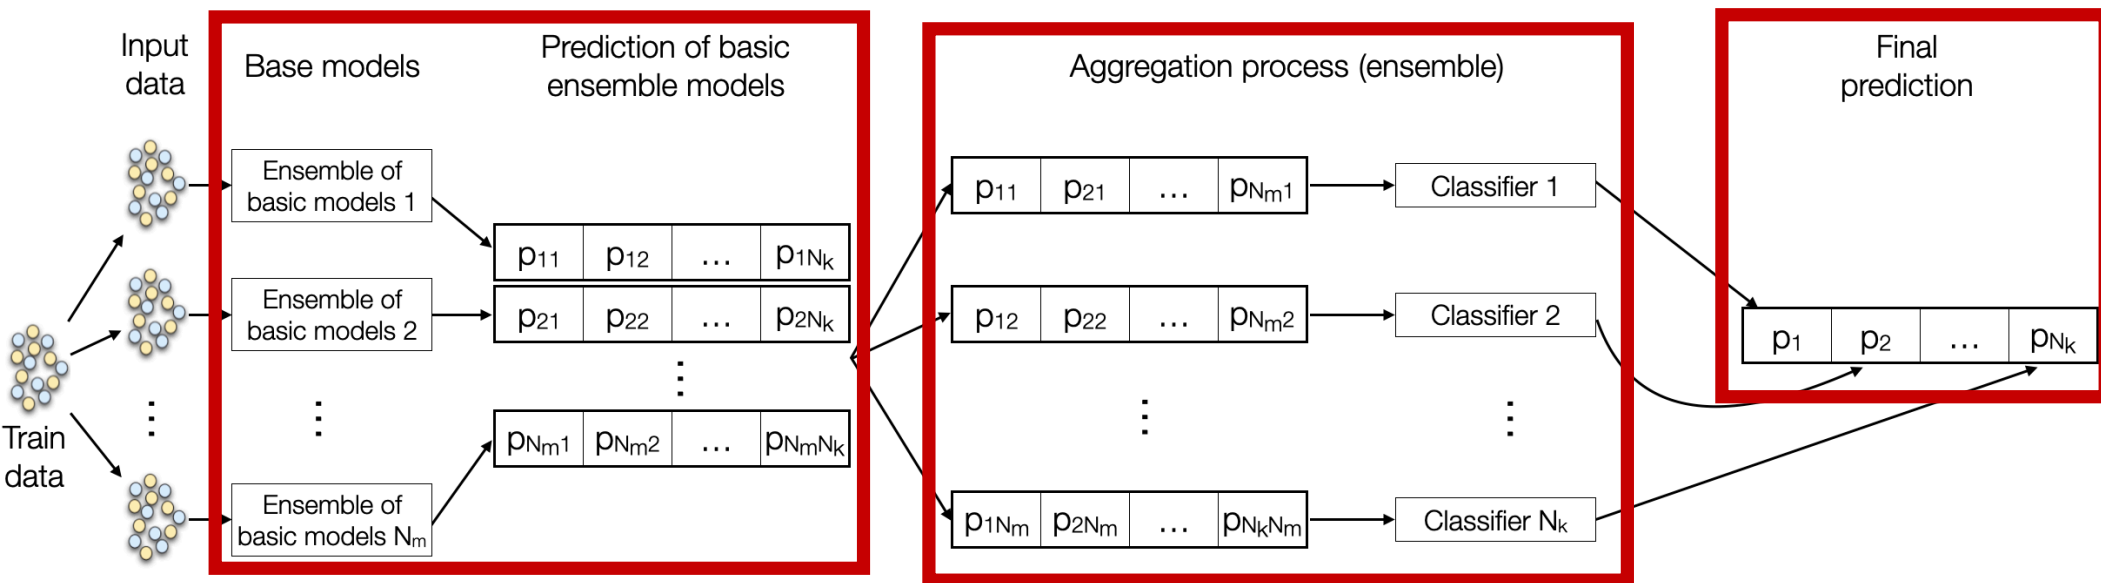 Input
data
Base models
Prediction of basic
ensemble models
Aggregation process (ensemble)
Final
prediction
Train
data
Ensemble of
basic models 1
Ensemble of
basic models 2
⋮
⋮
Ensemble of
basic models Nₘ
p₁₁ p₁₂ … p₁Nₖ
p₂₁ p₂₂ … p₂Nₖ
⋮
pNₘ1 pNₘ2 … pNₘNₖ
p₁₁ p₂₁ … pNₘ1
p₁₂ p₂₂ … pNₘ2
⋮
p₁Nₘ p₂Nₘ … pNₖNₘ
Classifier 1
Classifier 2
⋮
Classifier Nₖ
p₁ p₂ … pNₖ